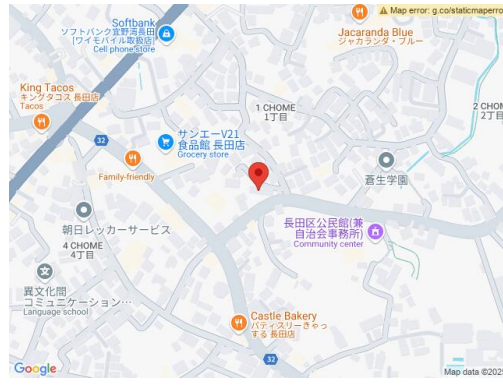 Map error: g.co/staticmaperro
Softbank
ソフトバンク宜野湾長田
[ワイモバイル取扱店]
Cell phone store
Jacaranda Blue
ジャカランダ・ブルー
King Tacos
キングタコス 長田店
Tacos
1 CHOME
1丁目
2 CHOM
2丁目
32
サンエーV21
食品館 長田店
Grocery store
Family-friendly
蒼生学園
朝日レッカーサービス
長田区公民館(兼
自治会事務所)
Community center
4 CHOME
4丁目
異文化間
コミュニケーション…
Language school
Castle Bakery
パティスリーきゃっ
する 長田店
32
Google
Map data ©202